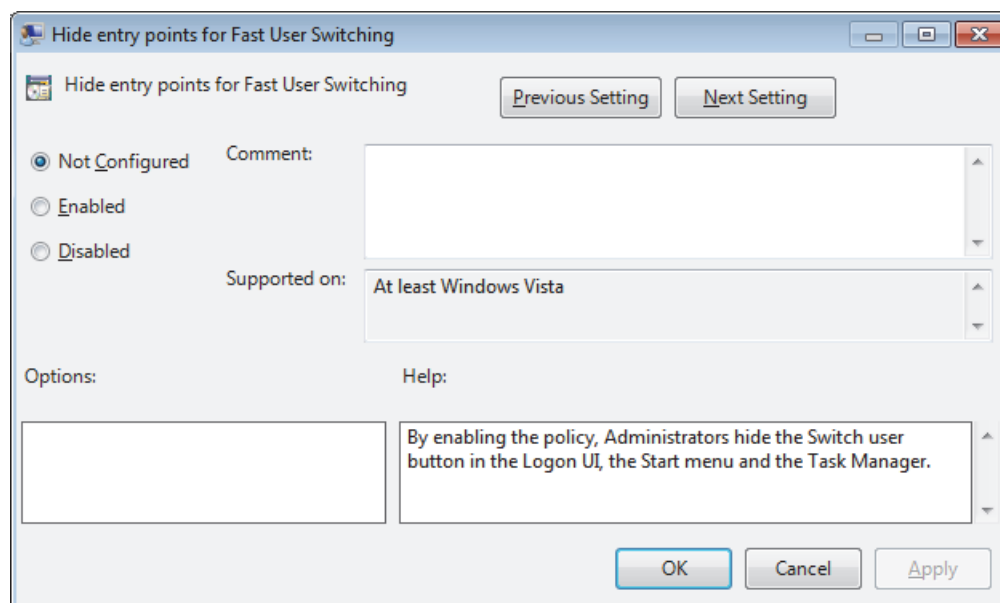 Hide entry points for Fast User Switching
Hide entry points for Fast User Switching
Previous Setting
Next Setting
Not Configured
Comment:
Enabled
Disabled
Supported on:
At least Windows Vista
Options:
Help:
By enabling the policy, Administrators hide the Switch user
button in the Logon UI, the Start menu and the Task Manager.
OK
Cancel
Apply